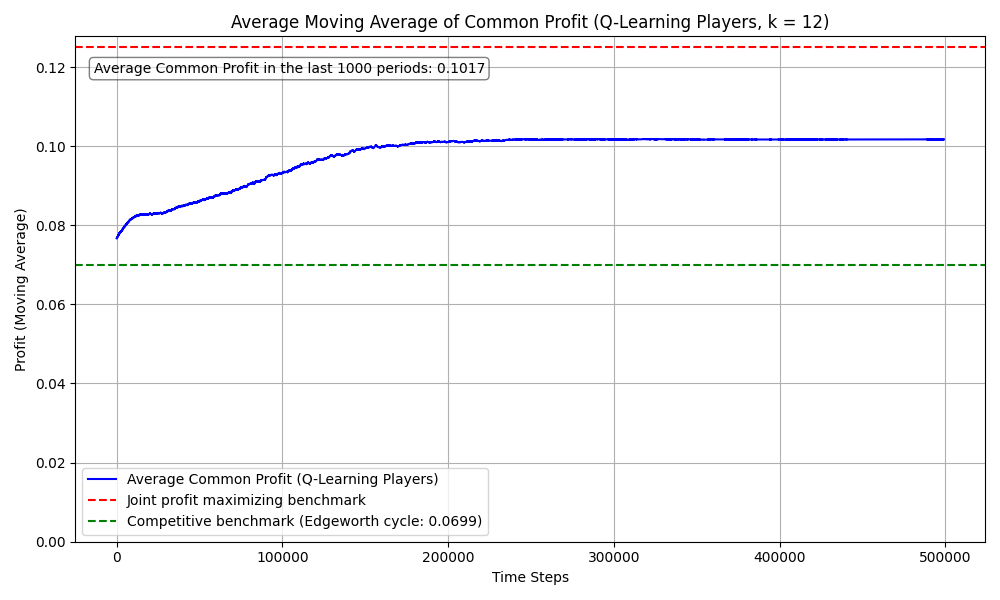 Average Moving Average of Common Profit (Q-Learning Players, k = 12)
Average Common Profit in the last 1000 periods: 0.1017
Profit (Moving Average)
0.12
0.10
0.08
0.06
0.04
0.02
0.00
Average Common Profit (Q-Learning Players)
Joint profit maximizing benchmark
Competitive benchmark (Edgeworth cycle: 0.0699)
0 100000 200000 300000 400000 500000
Time Steps